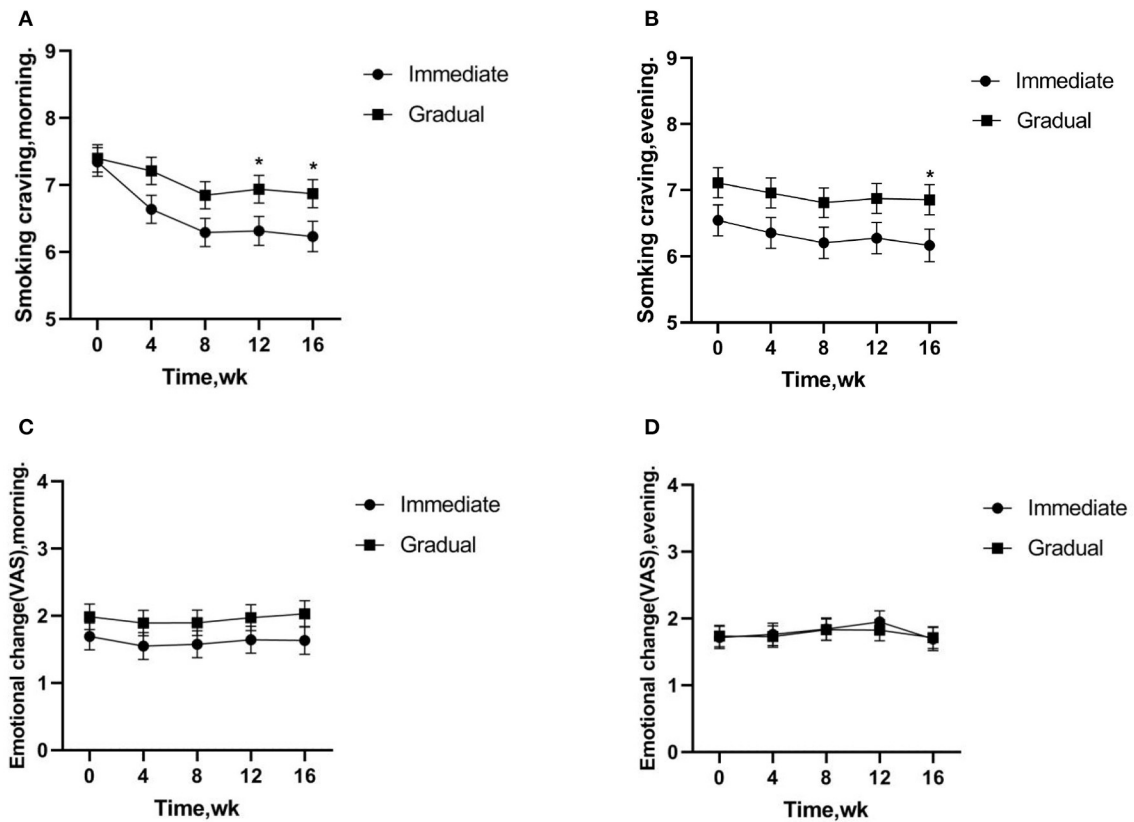 A
Smoking craving,morning.
9
8
7
6
5
* *
0 4 8 12 16
Time,wk
Immediate
Gradual
B
Somking craving,evening.
9
8
7
6
5
*
0 4 8 12 16
Time,wk
Immediate
Gradual
C
Emotional change(VAS),morning.
4
3
2
1
0
0 4 8 12 16
Time,wk
Immediate
Gradual
D
Emotional change(VAS),evening.
4
3
2
1
0
0 4 8 12 16
Time,wk
Immediate
Gradual